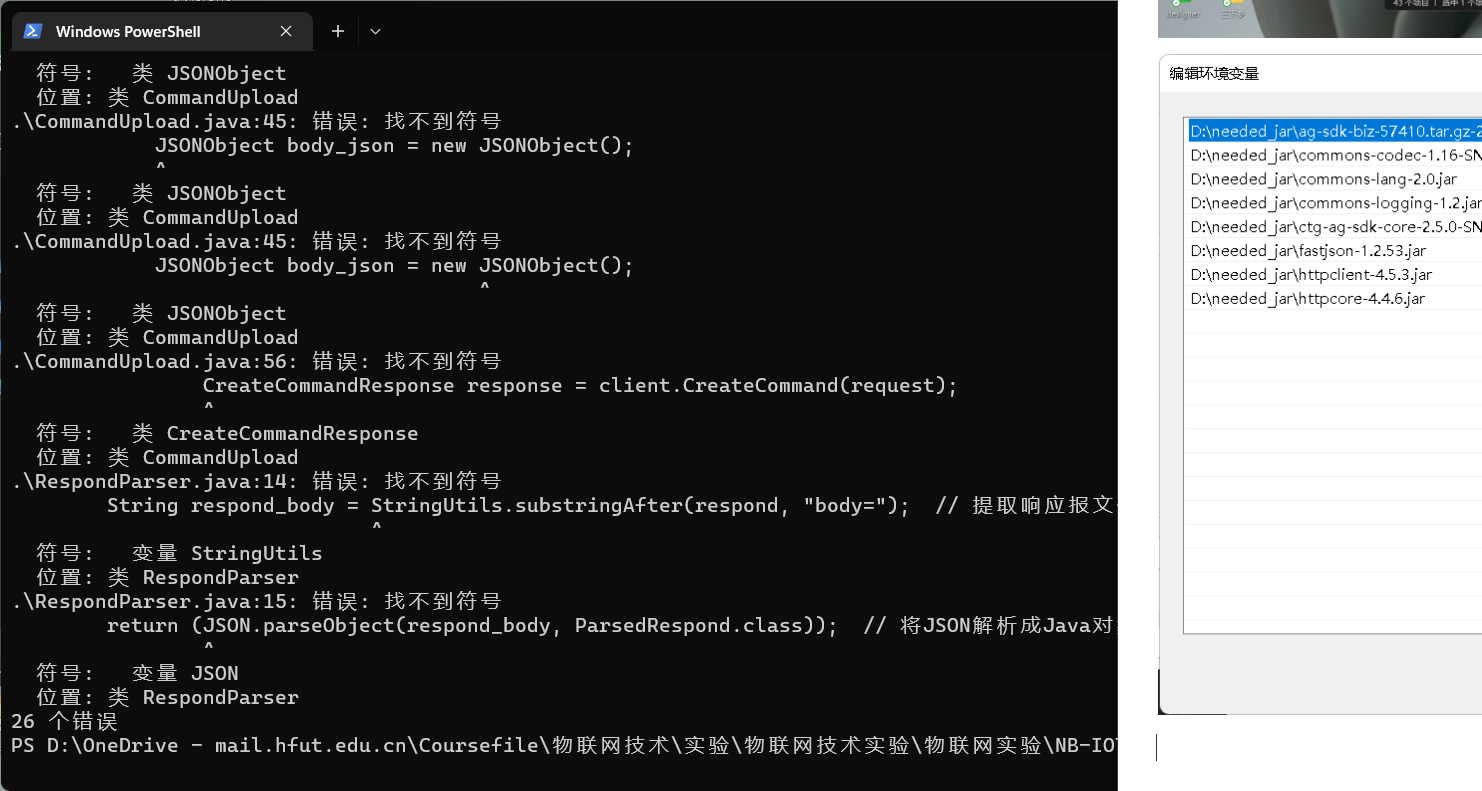 Windows PowerShell
符号:   类 JSONObject
位置: 类 CommandUpload
.\CommandUpload.java:45: 错误: 找不到符号
JSONObject body_json = new JSONObject();
^
符号:   类 JSONObject
位置: 类 CommandUpload
.\CommandUpload.java:45: 错误: 找不到符号
JSONObject body_json = new JSONObject();
^
符号:   类 JSONObject
位置: 类 CommandUpload
.\CommandUpload.java:56: 错误: 找不到符号
CreateCommandResponse response = client.CreateCommand(request);
^
符号:   类 CreateCommandResponse
位置: 类 CommandUpload
.\RespondParser.java:14: 错误: 找不到符号
String respond_body = StringUtils.substringAfter(respond, "body=");  // 提取响应报文
^
符号:   变量 StringUtils
位置: 类 RespondParser
.\RespondParser.java:15: 错误: 找不到符号
return (JSON.parseObject(respond_body, ParsedRespond.class));  // 将JSON解析成Java对
^
符号:   变量 JSON
位置: 类 RespondParser
26 个错误
PS D:\OneDrive - mail.hfut.edu.cn\Coursefile\物联网技术\实验\物联网技术实验\物联网实验\NB-IO
designer
43 个项目 | 选中 1 个
编辑环境变量
D:\needed_jar\ag-sdk-biz-57410.tar.gz-2
D:\needed_jar\commons-codec-1.16-SN
D:\needed_jar\commons-lang-2.0.jar
D:\needed_jar\commons-logging-1.2.jar
D:\needed_jar\ctg-ag-sdk-core-2.5.0-SN
D:\needed_jar\fastjson-1.2.53.jar
D:\needed_jar\httpclient-4.5.3.jar
D:\needed_jar\httpcore-4.4.6.jar